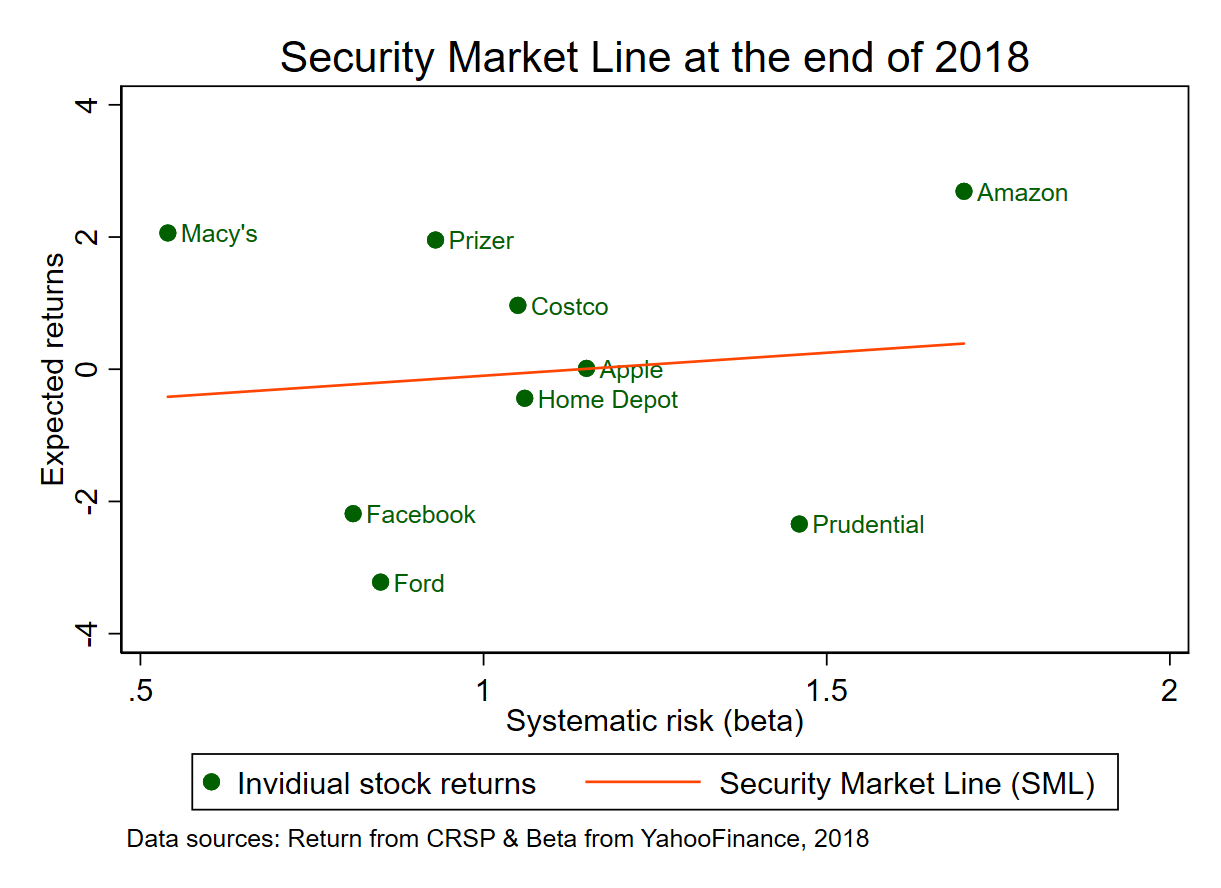 Security Market Line at the end of 2018
Expected returns
4
2
0
-2
-4
Macy's
Prizer
Amazon
Costco
Apple
Home Depot
Facebook
Prudential
Ford
.5 1 1.5 2
Systematic risk (beta)
Invidiual stock returns Security Market Line (SML)
Data sources: Return from CRSP & Beta from YahooFinance, 2018